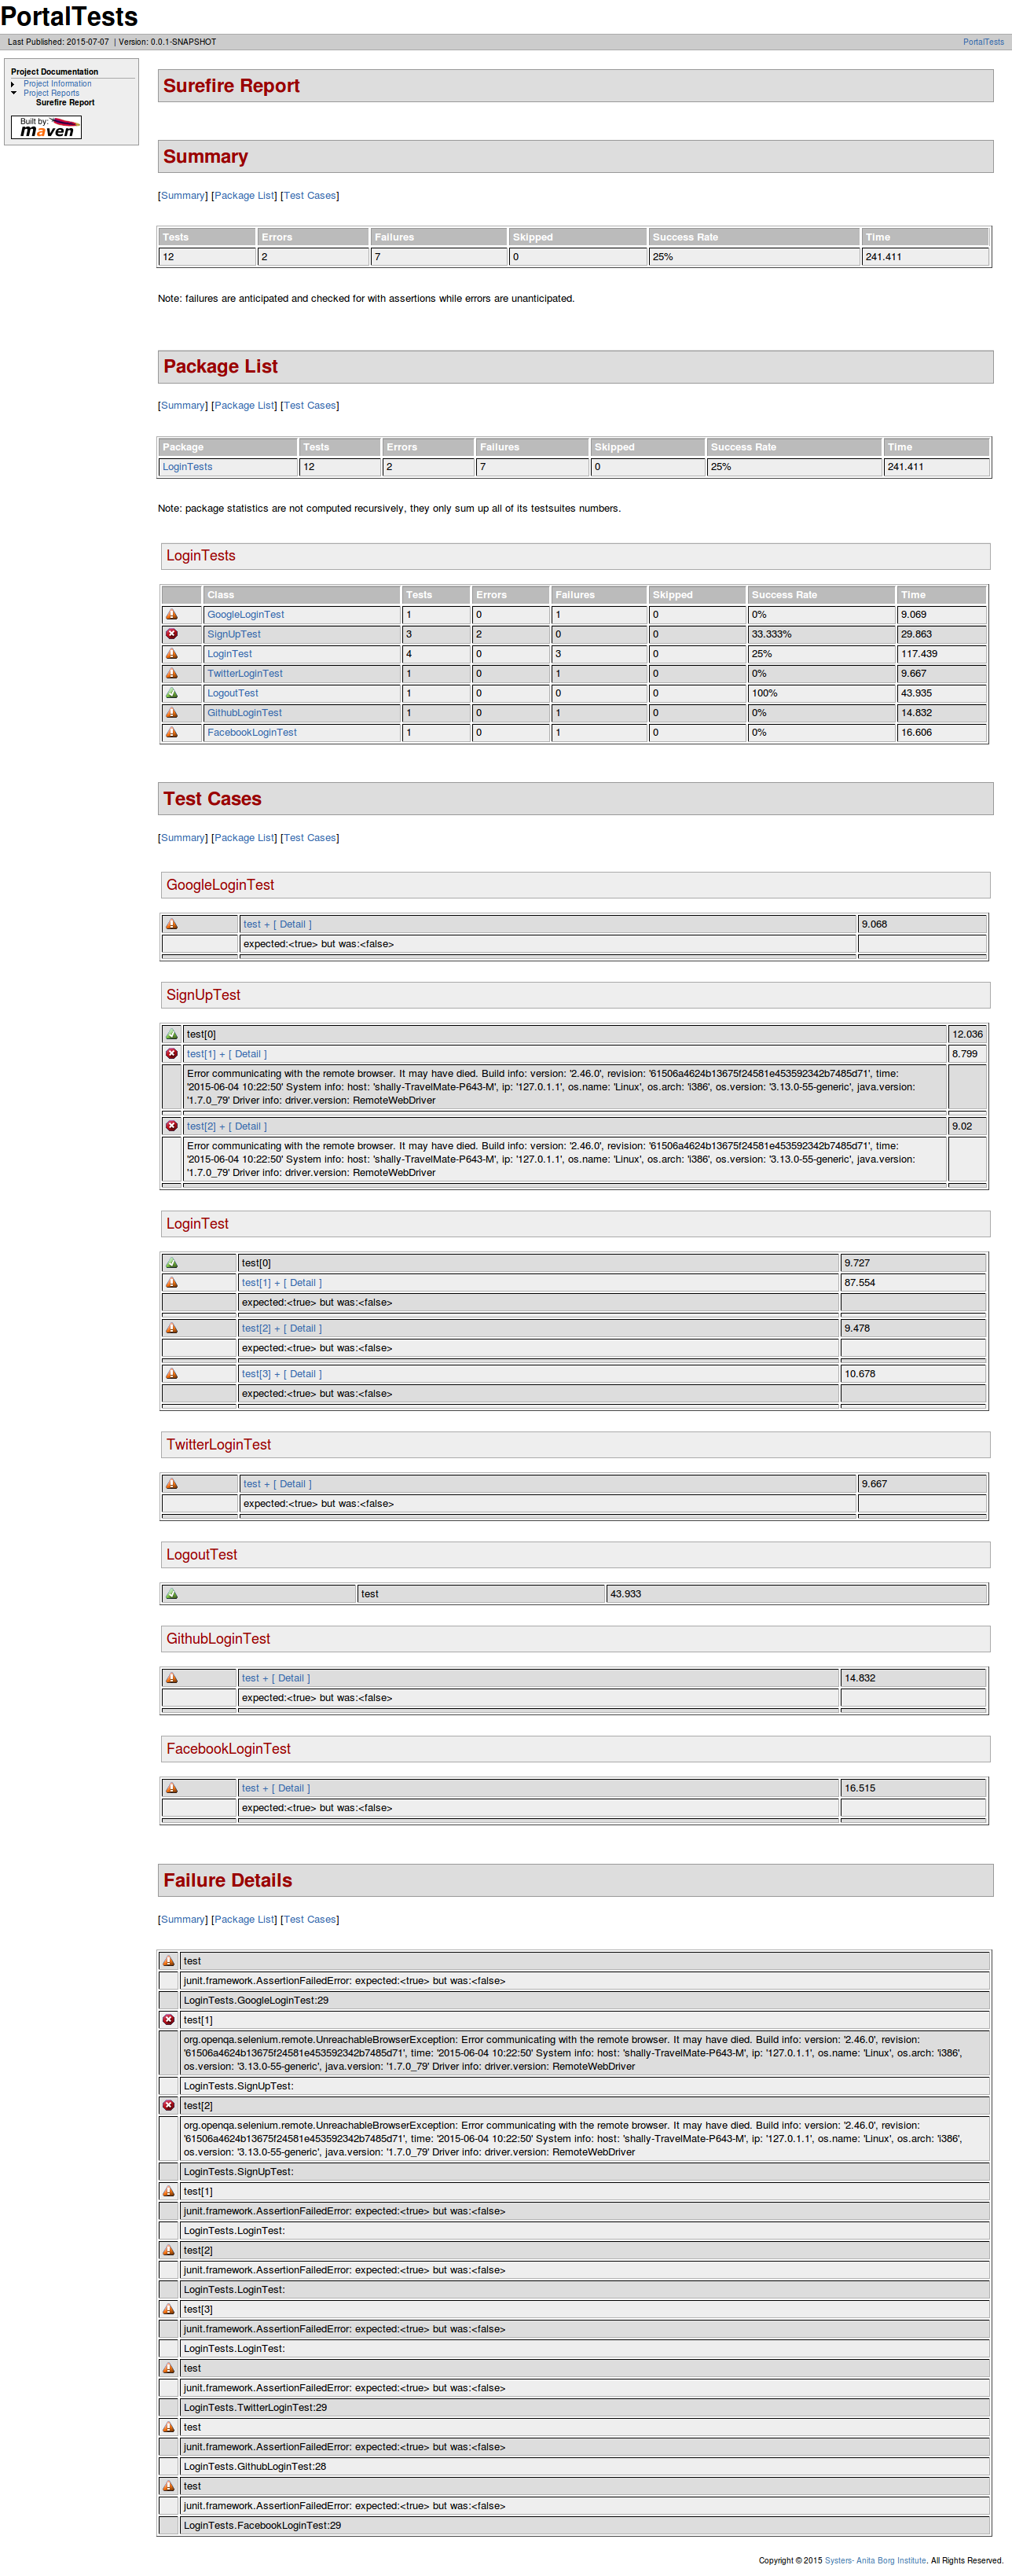 PortalTests
Last Published: 2015-07-07 | Version: 0.0.1-SNAPSHOT PortalTests
Project Documentation
Project Information
Project Reports
Surefire Report
Built by:
maven
Surefire Report
Summary
[Summary] [Package List] [Test Cases]
Tests Errors Failures Skipped Success Rate Time
12 2 7 0 25% 241.411
Note: failures are anticipated and checked for with assertions while errors are unanticipated.
Package List
[Summary] [Package List] [Test Cases]
Package Tests Errors Failures Skipped Success Rate Time
LoginTests 12 2 7 0 25% 241.411
Note: package statistics are not computed recursively, they only sum up all of its testsuites numbers.
LoginTests
Class Tests Errors Failures Skipped Success Rate Time
GoogleLoginTest 1 0 1 0 0% 9.069
SignUpTest 3 2 0 0 33.333% 29.863
LoginTest 4 0 3 0 25% 117.439
TwitterLoginTest 1 0 1 0 0% 9.667
LogoutTest 1 0 0 0 100% 43.935
GithubLoginTest 1 0 1 0 0% 14.832
FacebookLoginTest 1 0 1 0 0% 16.606
Test Cases
[Summary] [Package List] [Test Cases]
GoogleLoginTest
test + [ Detail ] 9.068
expected:<true> but was:<false>
SignUpTest
test[0] 12.036
test[1] + [ Detail ] 8.799
Error communicating with the remote browser. It may have died. Build info: version: '2.46.0', revision: '61506a4624b13675f24581e453592342b7485d71', time:
'2015-06-04 10:22:50' System info: host: 'shally-TravelMate-P643-M', ip: '127.0.1.1', os.name: 'Linux', os.arch: 'i386', os.version: '3.13.0-55-generic', java.version:
'1.7.0_79' Driver info: driver.version: RemoteWebDriver
test[2] + [ Detail ] 9.02
Error communicating with the remote browser. It may have died. Build info: version: '2.46.0', revision: '61506a4624b13675f24581e453592342b7485d71', time:
'2015-06-04 10:22:50' System info: host: 'shally-TravelMate-P643-M', ip: '127.0.1.1', os.name: 'Linux', os.arch: 'i386', os.version: '3.13.0-55-generic', java.version:
'1.7.0_79' Driver info: driver.version: RemoteWebDriver
LoginTest
test[0] 9.727
test[1] + [ Detail ] 87.554
expected:<true> but was:<false>
test[2] + [ Detail ] 9.478
expected:<true> but was:<false>
test[3] + [ Detail ] 10.678
expected:<true> but was:<false>
TwitterLoginTest
test + [ Detail ] 9.667
expected:<true> but was:<false>
LogoutTest
test 43.933
GithubLoginTest
test + [ Detail ] 14.832
expected:<true> but was:<false>
FacebookLoginTest
test + [ Detail ] 16.515
expected:<true> but was:<false>
Failure Details
[Summary] [Package List] [Test Cases]
test
junit.framework.AssertionFailedError: expected:<true> but was:<false>
LoginTests.GoogleLoginTest:29
test[1]
org.openqa.selenium.remote.UnreachableBrowserException: Error communicating with the remote browser. It may have died. Build info: version: '2.46.0', revision:
'61506a4624b13675f24581e453592342b7485d71', time: '2015-06-04 10:22:50' System info: host: 'shally-TravelMate-P643-M', ip: '127.0.1.1', os.name: 'Linux', os.arch: 'i386',
os.version: '3.13.0-55-generic', java.version: '1.7.0_79' Driver info: driver.version: RemoteWebDriver
LoginTests.SignUpTest:
test[2]
org.openqa.selenium.remote.UnreachableBrowserException: Error communicating with the remote browser. It may have died. Build info: version: '2.46.0', revision:
'61506a4624b13675f24581e453592342b7485d71', time: '2015-06-04 10:22:50' System info: host: 'shally-TravelMate-P643-M', ip: '127.0.1.1', os.name: 'Linux', os.arch: 'i386',
os.version: '3.13.0-55-generic', java.version: '1.7.0_79' Driver info: driver.version: RemoteWebDriver
LoginTests.SignUpTest:
test[1]
junit.framework.AssertionFailedError: expected:<true> but was:<false>
LoginTests.LoginTest:
test[2]
junit.framework.AssertionFailedError: expected:<true> but was:<false>
LoginTests.LoginTest:
test[3]
junit.framework.AssertionFailedError: expected:<true> but was:<false>
LoginTests.LoginTest:
test
junit.framework.AssertionFailedError: expected:<true> but was:<false>
LoginTests.TwitterLoginTest:29
test
junit.framework.AssertionFailedError: expected:<true> but was:<false>
LoginTests.GithubLoginTest:28
test
junit.framework.AssertionFailedError: expected:<true> but was:<false>
LoginTests.FacebookLoginTest:29
Copyright © 2015 Systers- Anita Borg Institute. All Rights Reserved.